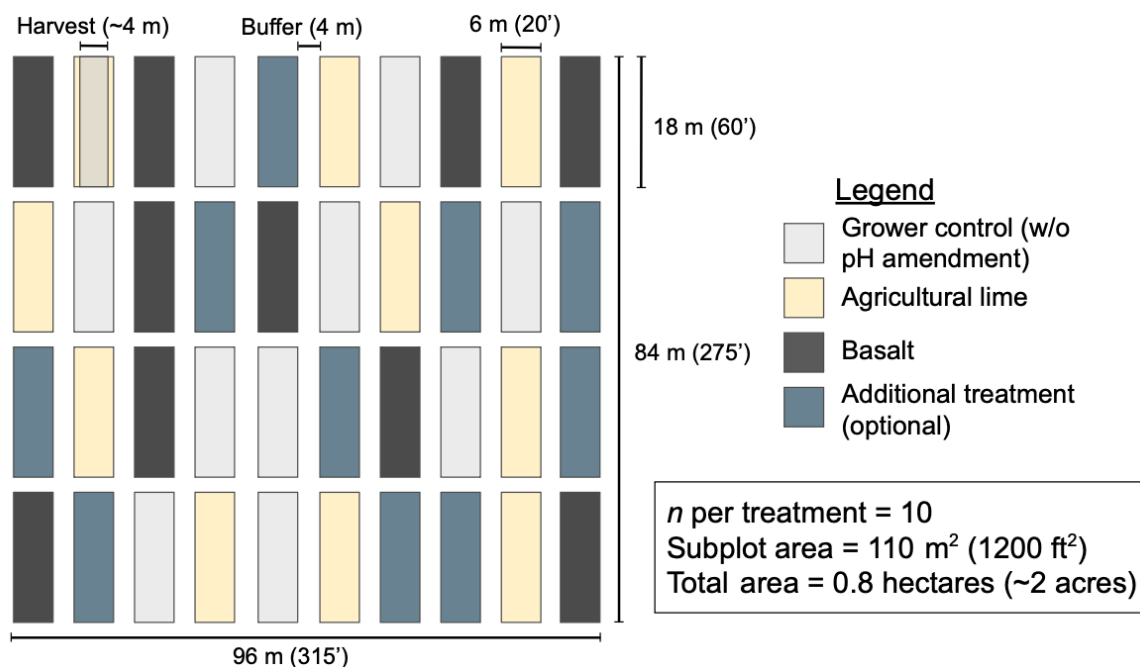 Harvest (~4 m)
Buffer (4 m)
6 m (20’)
18 m (60’)
84 m (275’)
96 m (315’)
Legend
Grower control (w/o
pH amendment)
Agricultural lime
Basalt
Additional treatment
(optional)
n per treatment = 10
Subplot area = 110 m² (1200 ft²)
Total area = 0.8 hectares (~2 acres)